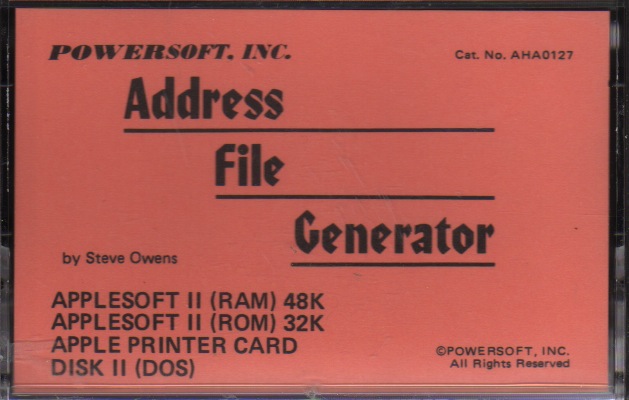 POWERSOFT, INC.
Cat. No. AHA0127
Address
File
Generator
by Steve Owens
APPLESOFT II (RAM) 48K
APPLESOFT II (ROM) 32K
APPLE PRINTER CARD
DISK II (DOS)
©POWERSOFT, INC.
All Rights Reserved